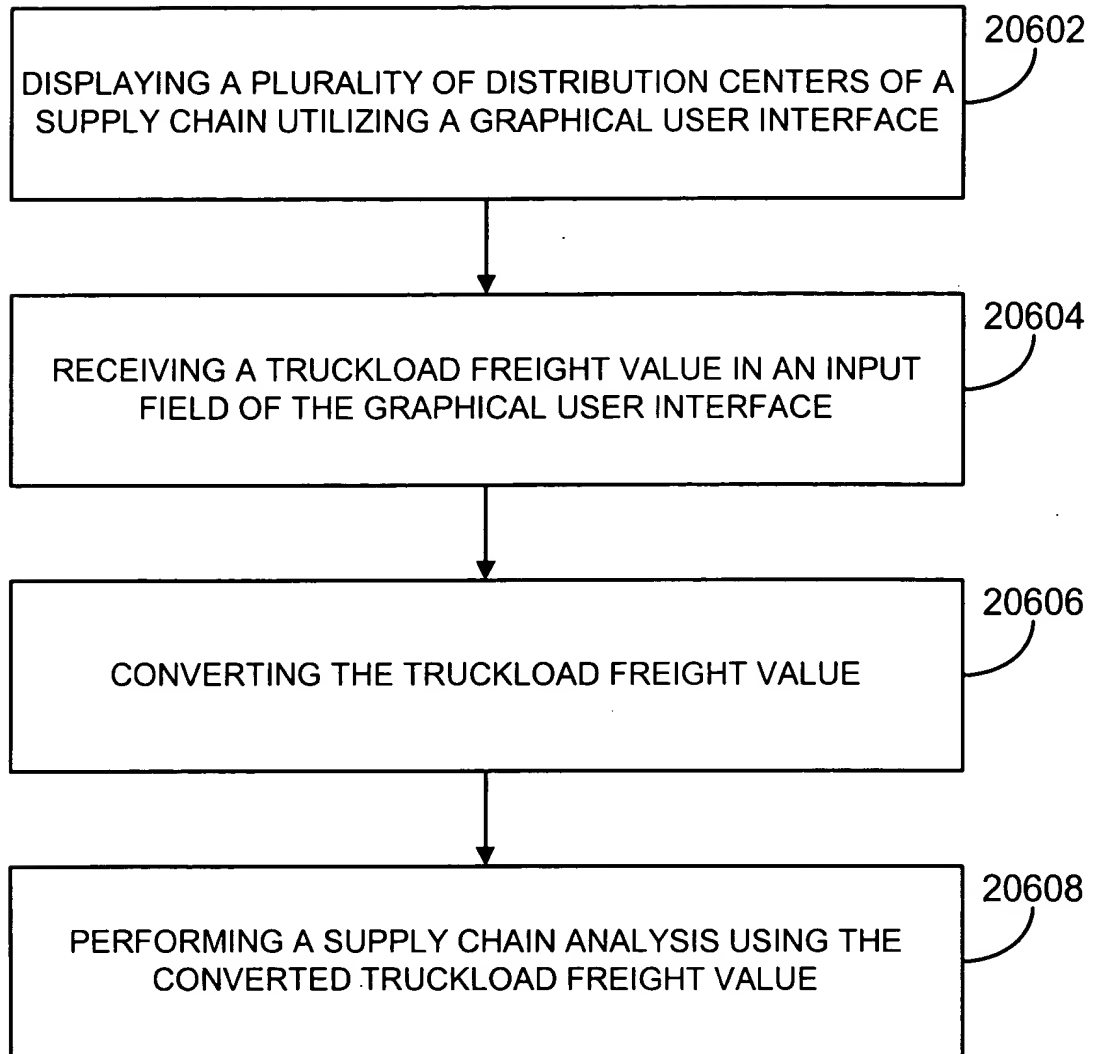 20602
DISPLAYING A PLURALITY OF DISTRIBUTION CENTERS OF A
SUPPLY CHAIN UTILIZING A GRAPHICAL USER INTERFACE
20604
RECEIVING A TRUCKLOAD FREIGHT VALUE IN AN INPUT
FIELD OF THE GRAPHICAL USER INTERFACE
20606
CONVERTING THE TRUCKLOAD FREIGHT VALUE
20608
PERFORMING A SUPPLY CHAIN ANALYSIS USING THE
CONVERTED TRUCKLOAD FREIGHT VALUE